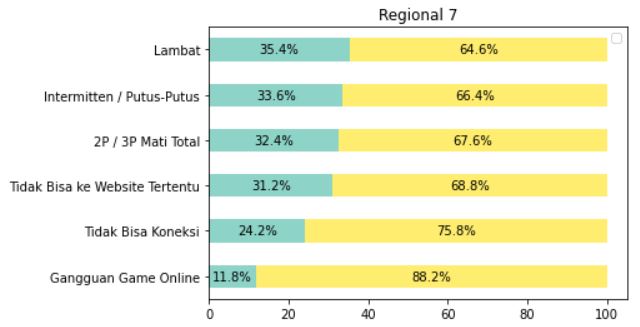 Regional 7
Lambat 35.4% 64.6%
Intermitten / Putus-Putus 33.6% 66.4%
2P / 3P Mati Total 32.4% 67.6%
Tidak Bisa ke Website Tertentu 31.2% 68.8%
Tidak Bisa Koneksi 24.2% 75.8%
Gangguan Game Online 11.8% 88.2%
0 20 40 60 80 100